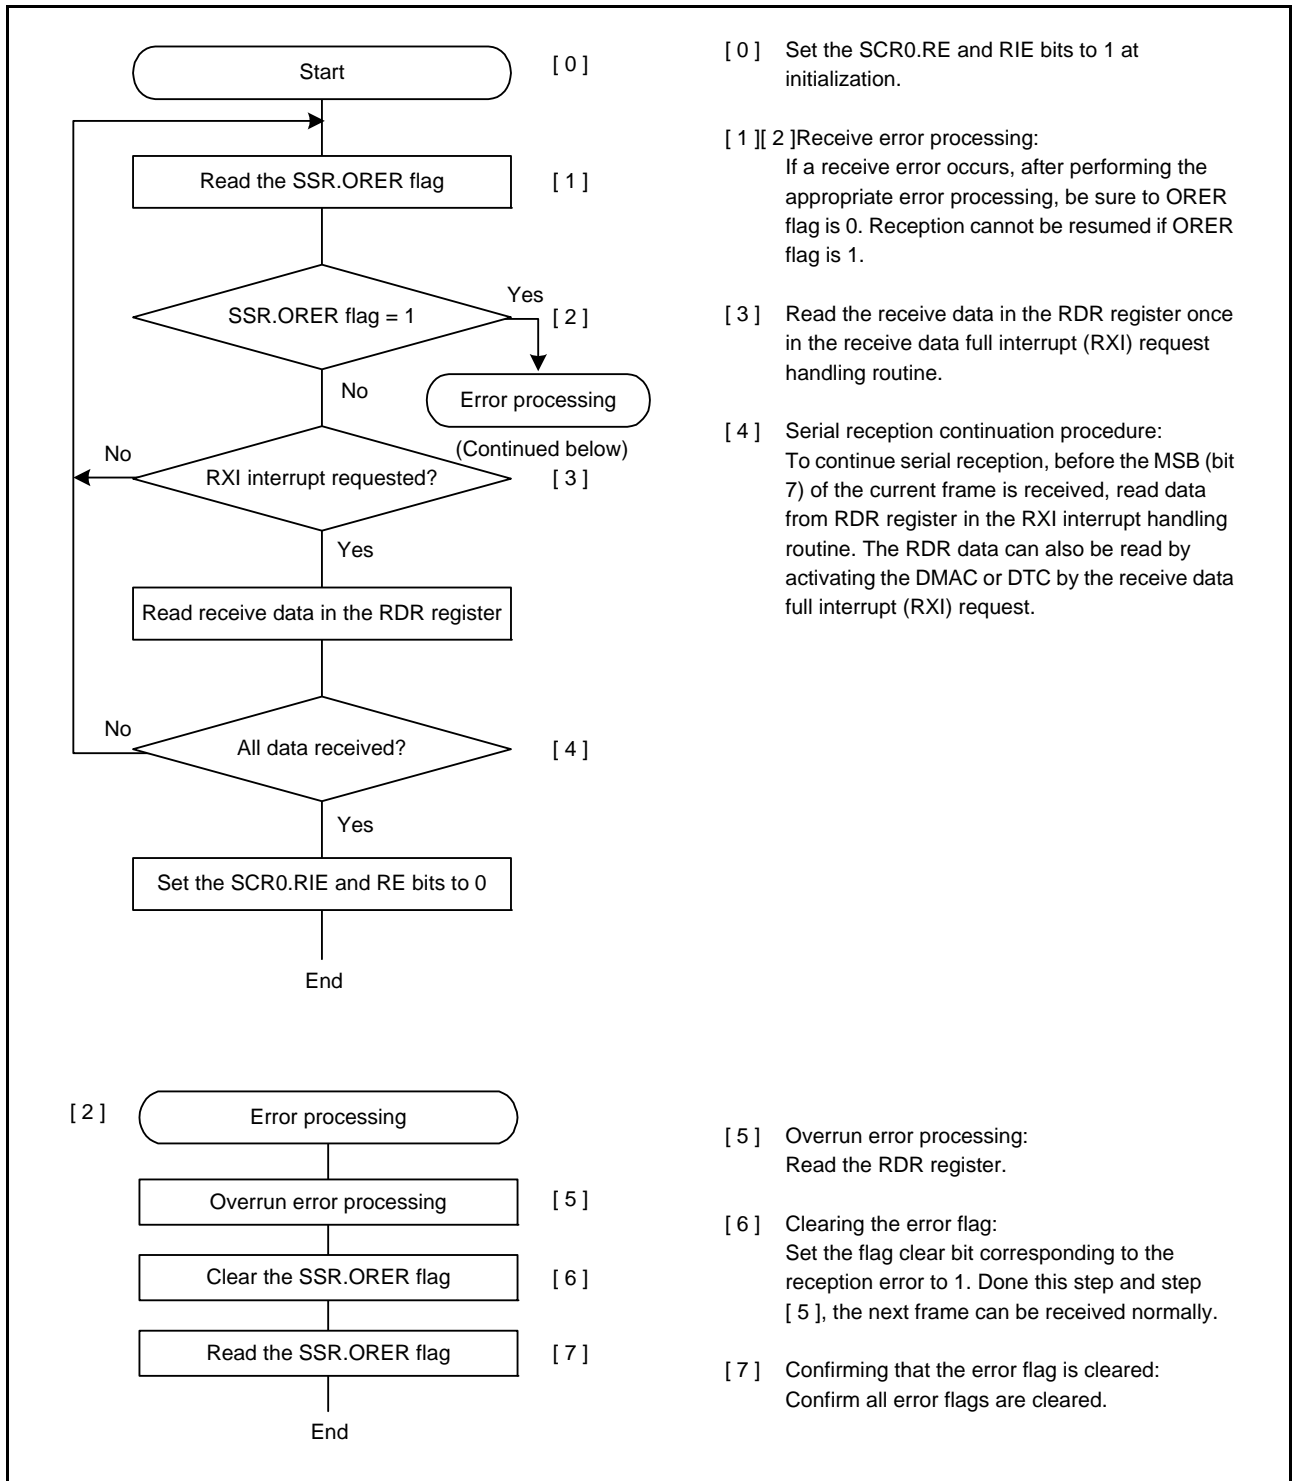 Start
[ 0 ]
Read the SSR.ORER flag
[ 1 ]
SSR.ORER flag = 1
Yes
[ 2 ]
No
Error processing
(Continued below)
No
RXI interrupt requested?
[ 3 ]
Yes
Read receive data in the RDR register
No
All data received?
[ 4 ]
Yes
Set the SCR0.RIE and RE bits to 0
End
[ 0 ] Set the SCR0.RE and RIE bits to 1 at
initialization.
[ 1 ][ 2 ]Receive error processing:
If a receive error occurs, after performing the
appropriate error processing, be sure to ORER
flag is 0. Reception cannot be resumed if ORER
flag is 1.
[ 3 ] Read the receive data in the RDR register once
in the receive data full interrupt (RXI) request
handling routine.
[ 4 ] Serial reception continuation procedure:
To continue serial reception, before the MSB (bit
7) of the current frame is received, read data
from RDR register in the RXI interrupt handling
routine. The RDR data can also be read by
activating the DMAC or DTC by the receive data
full interrupt (RXI) request.
[ 2 ]
Error processing
Overrun error processing
[ 5 ]
Clear the SSR.ORER flag
[ 6 ]
Read the SSR.ORER flag
[ 7 ]
End
[ 5 ] Overrun error processing:
Read the RDR register.
[ 6 ] Clearing the error flag:
Set the flag clear bit corresponding to the
reception error to 1. Done this step and step
[ 5 ], the next frame can be received normally.
[ 7 ] Confirming that the error flag is cleared:
Confirm all error flags are cleared.